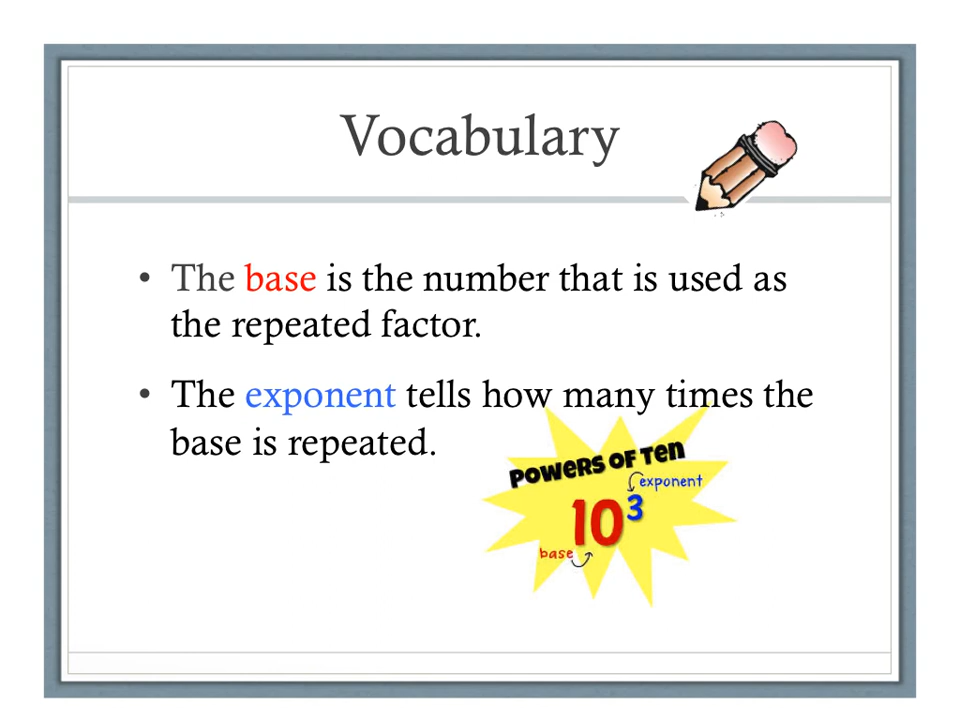 Vocabulary
• The base is the number that is used as
the repeated factor.
• The exponent tells how many times the
base is repeated.
Powers of Ten
exponent
10³
base